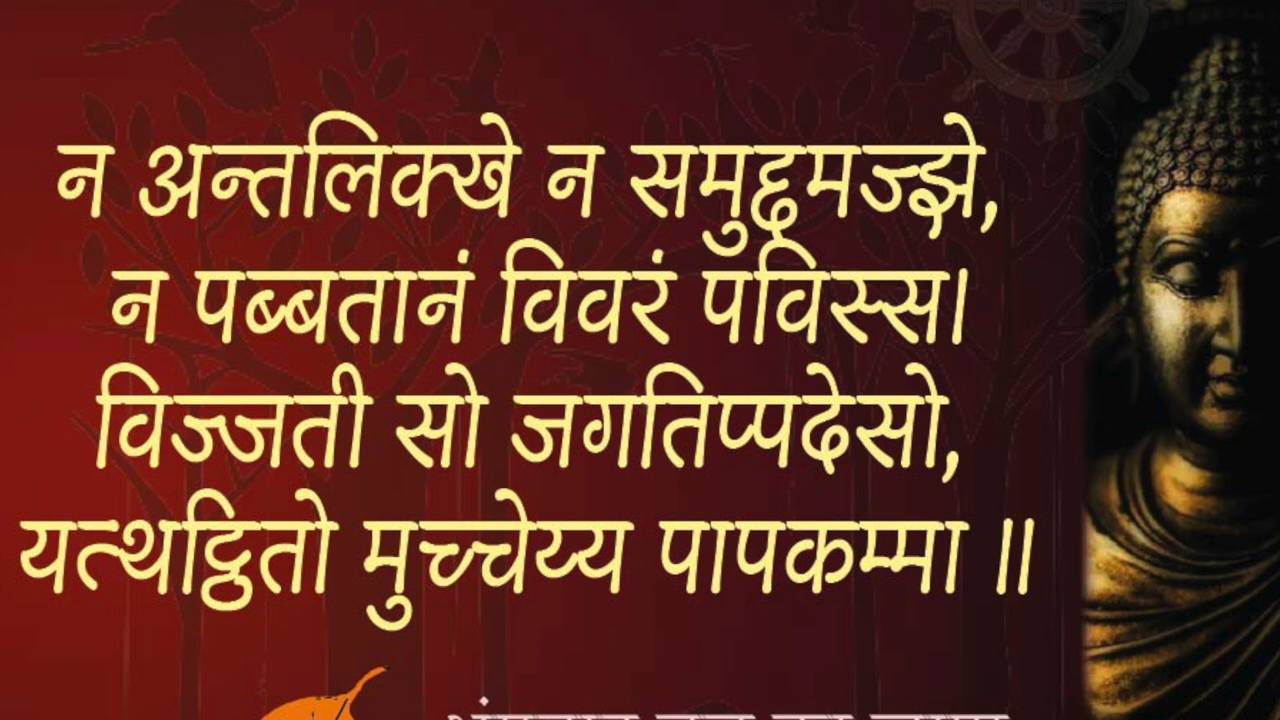 न अन्तलिक्खे न समुद्दमज्झे,
न पब्बतानं विवरं पविस्स।
विज्जती सो जगतिप्पदेसो,
यत्थट्ठितो मुच्चेय्य पापकम्मा ॥